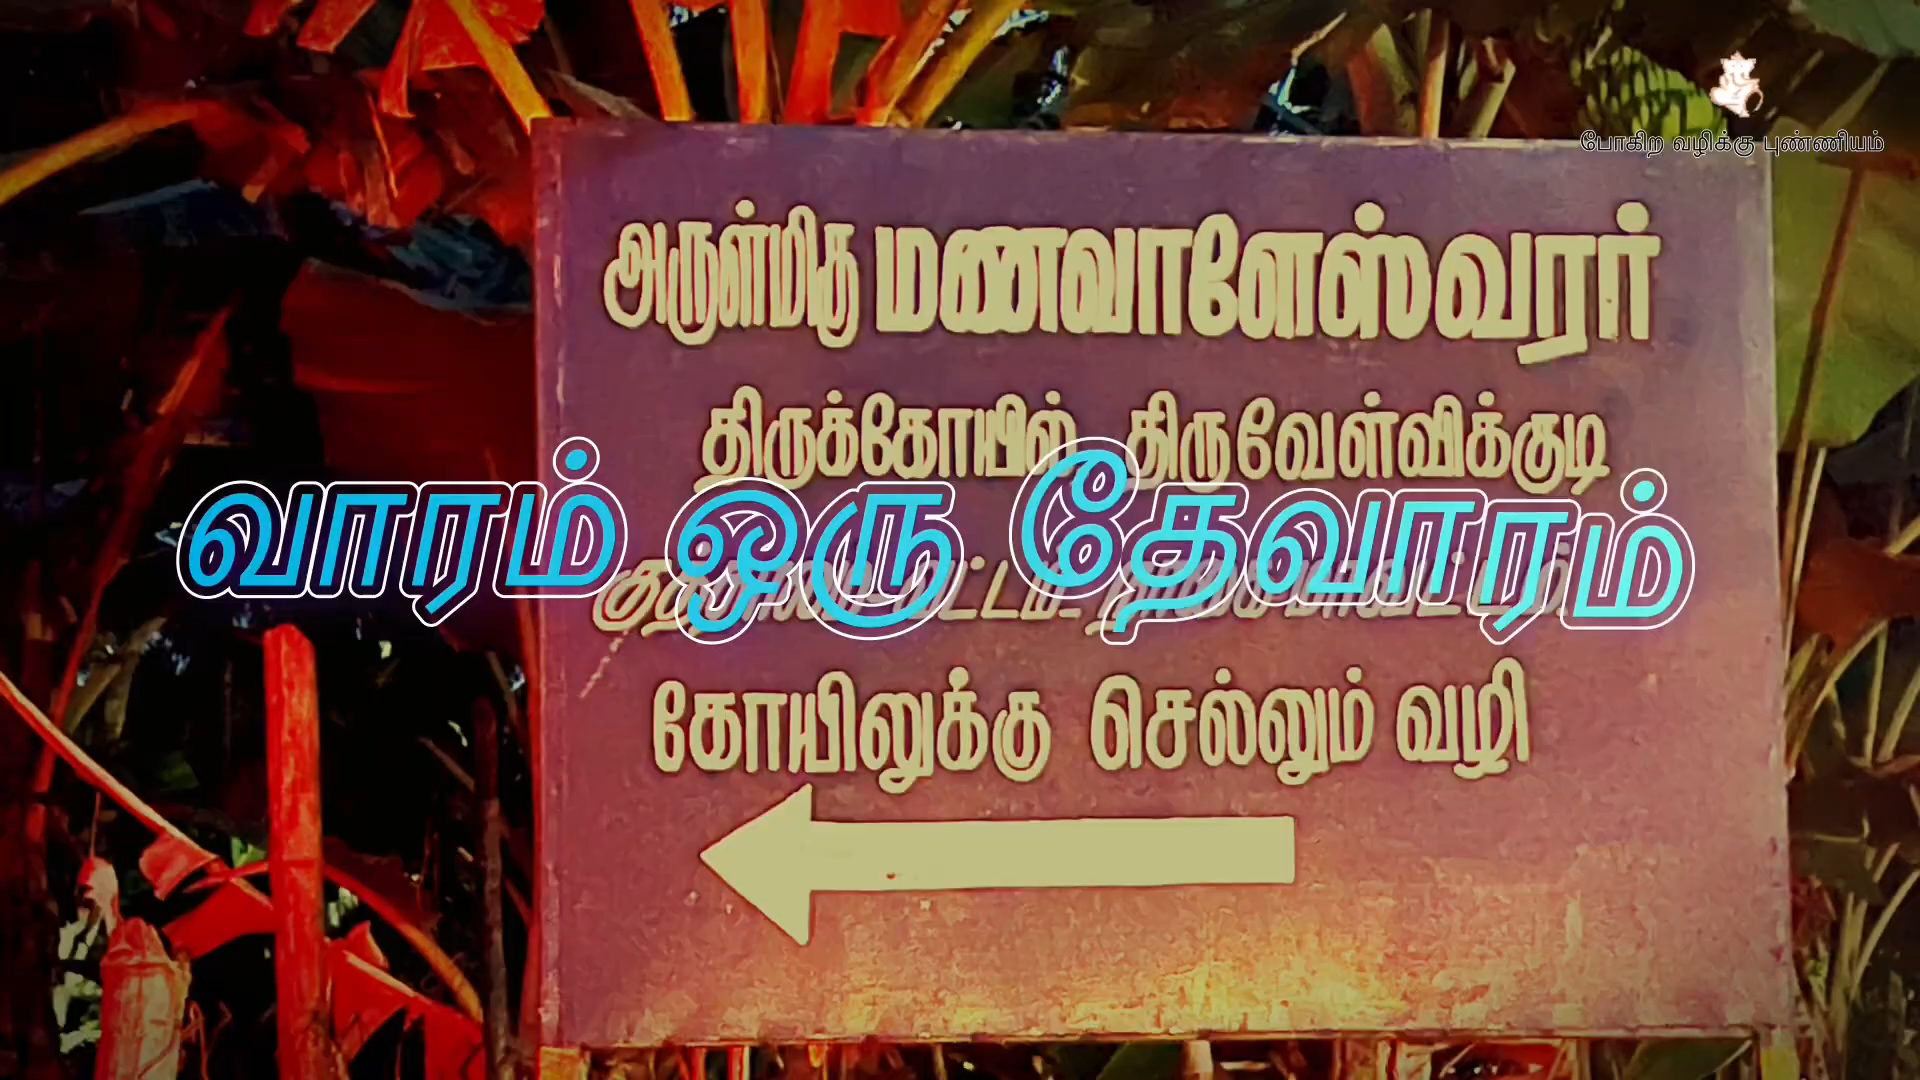 போகிற வழிக்கு புண்ணியம்
அருள்மிகு மணவாளேஸ்வரர்
திருக்கோயில், திருவேள்விக்குடி
வாரம் ஒரு தேவாரம்
கோயிலுக்கு செல்லும் வழி